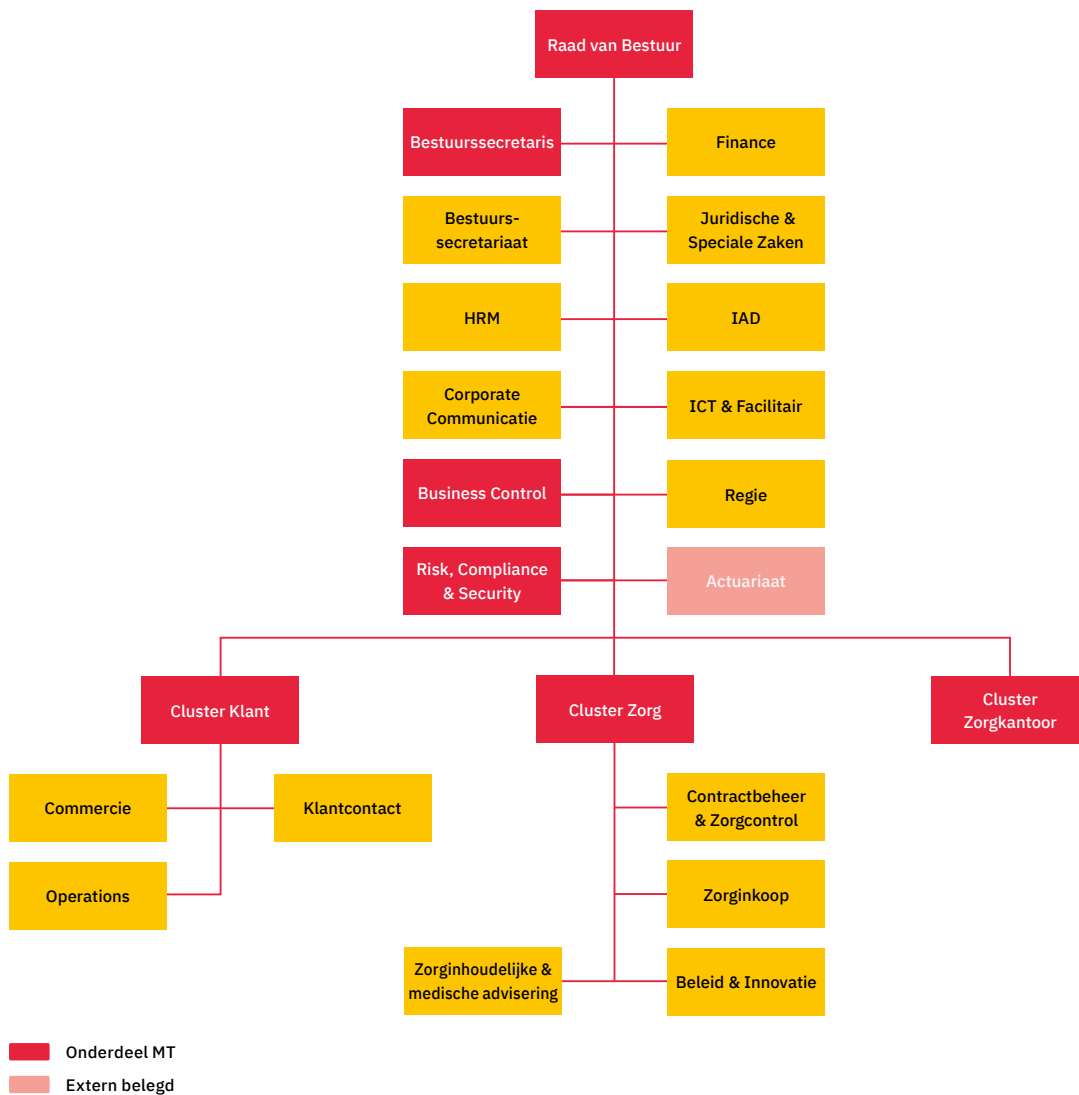 Raad van Bestuur
Bestuurssecretaris
Finance
Bestuurs-
secretariaat
Juridische &
Speciale Zaken
HRM
IAD
Corporate
Communicatie
ICT & Facilitair
Business Control
Regie
Risk, Compliance
& Security
Actuariaat
Cluster Klant
Cluster Zorg
Cluster
Zorgkantoor
Commercie
Klantcontact
Contractbeheer
& Zorgcontrol
Operations
Zorginkoop
Zorginhoudelijke &
medische advisering
Beleid & Innovatie
Onderdeel MT
Extern belegd